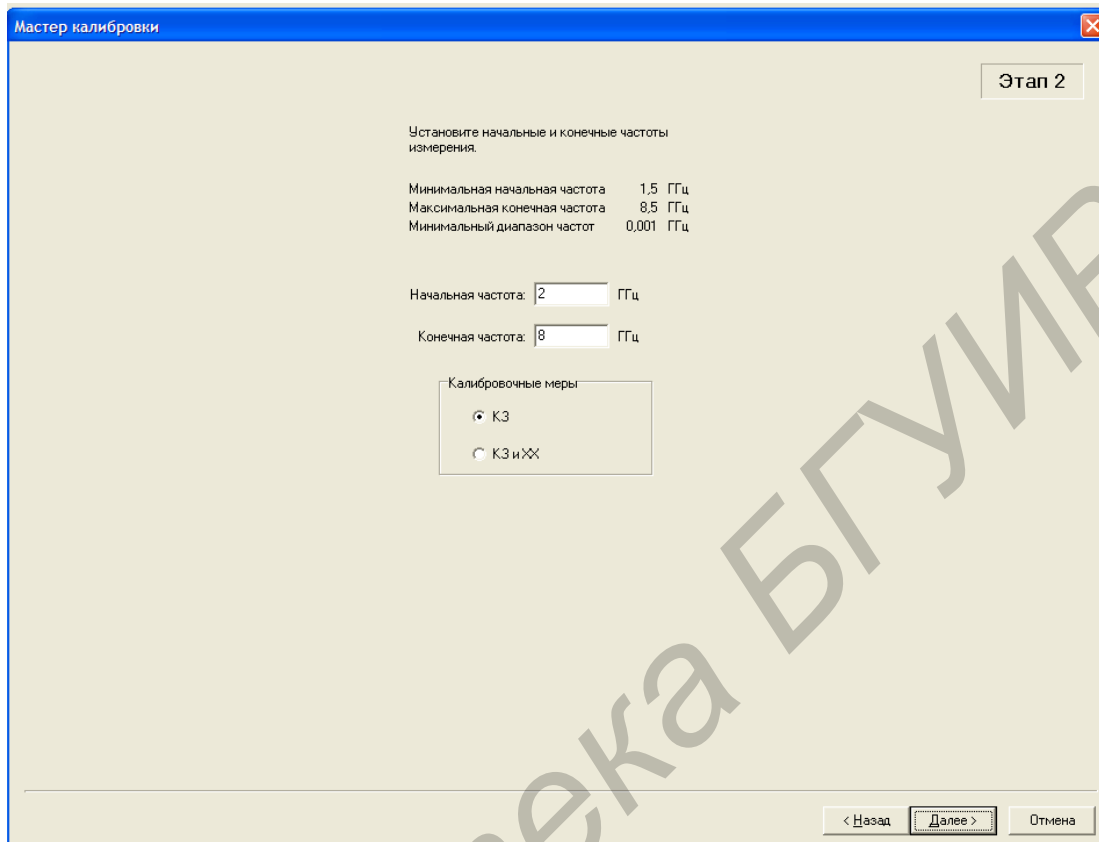 Мастер калибровки
Этап 2
Установите начальные и конечные частоты
измерения.
Минимальная начальная частота 1,5 ГГц
Максимальная конечная частота 8,5 ГГц
Минимальный диапазон частот 0,001 ГГц
Начальная частота: 2 ГГц
Конечная частота: 8 ГГц
Калибровочные меры
КЗ
КЗ и ХХ
< Назад Далее > Отмена
ека БГУИР